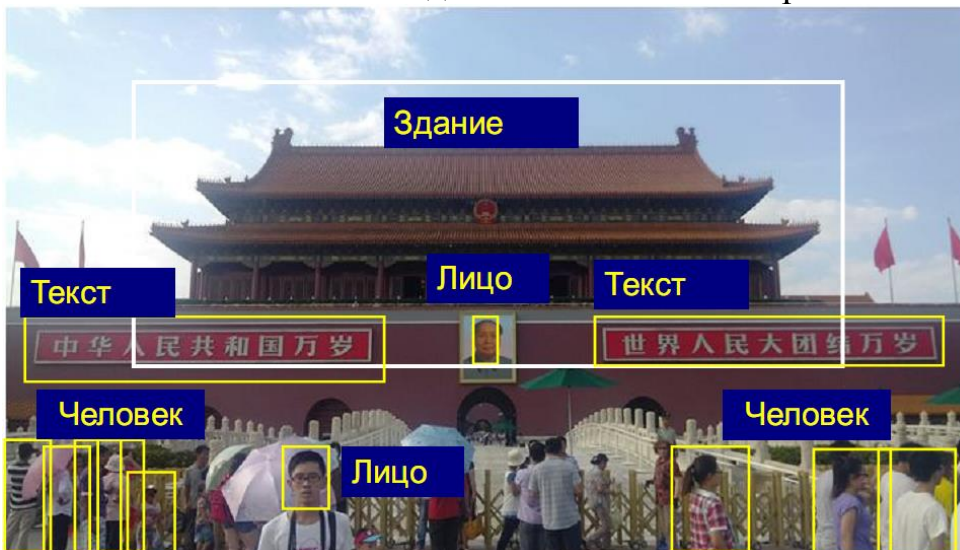 Здание
Лицо
Текст
Текст
中华人民共和国万岁
世界人民大团结万岁
Человек
Человек
Лицо